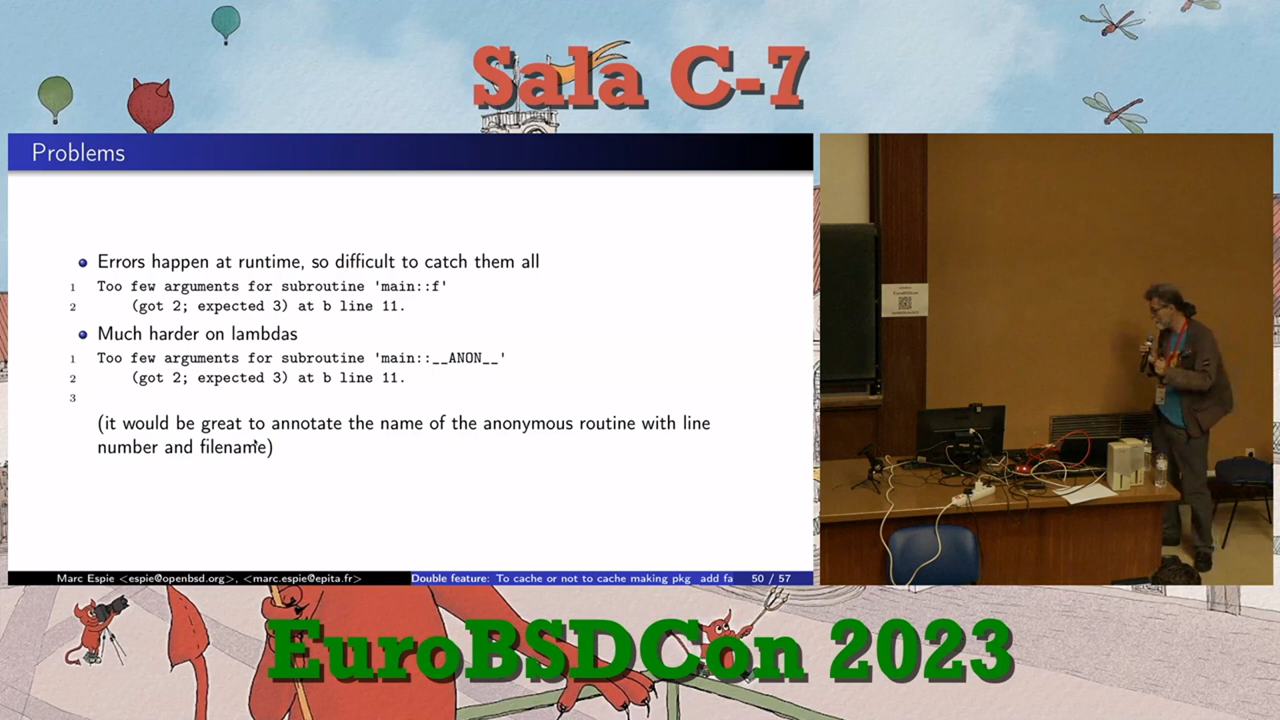 Sala C-7
Problems
Errors happen at runtime, so difficult to catch them all
1 Too few arguments for subroutine 'main::f'
2 (got 2; expected 3) at b line 11.
Much harder on lambdas
1 Too few arguments for subroutine 'main::__ANON__'
2 (got 2; expected 3) at b line 11.
3
(it would be great to annotate the name of the anonymous routine with line
number and filename)
Marc Espie <espie@openbsd.org>, <marc.espie@epita.fr> Double feature: To cache or not to cache making pkg add fa 50 / 57
EuroBSDCon 2023